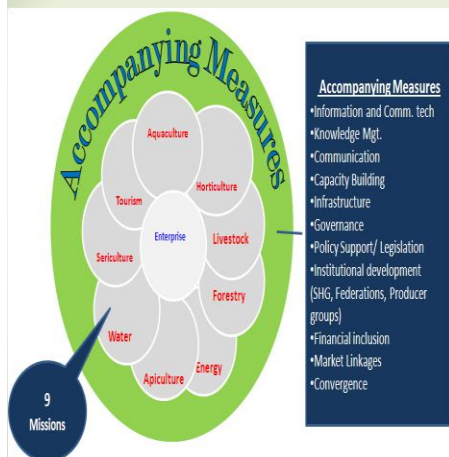 Accompanying Measures
Aquaculture
Horticulture
Tourism
Enterprise
Livestock
Sericulture
Forestry
Water
Energy
Apiculture
9
Missions
Accompanying Measures
•Information and Comm. tech
•Knowledge Mgt.
•Communication
•Capacity Building
•Infrastructure
•Governance
•Policy Support/ Legislation
•Institutional development
(SHG, Federations, Producer
groups)
•Financial inclusion
•Market Linkages
•Convergence